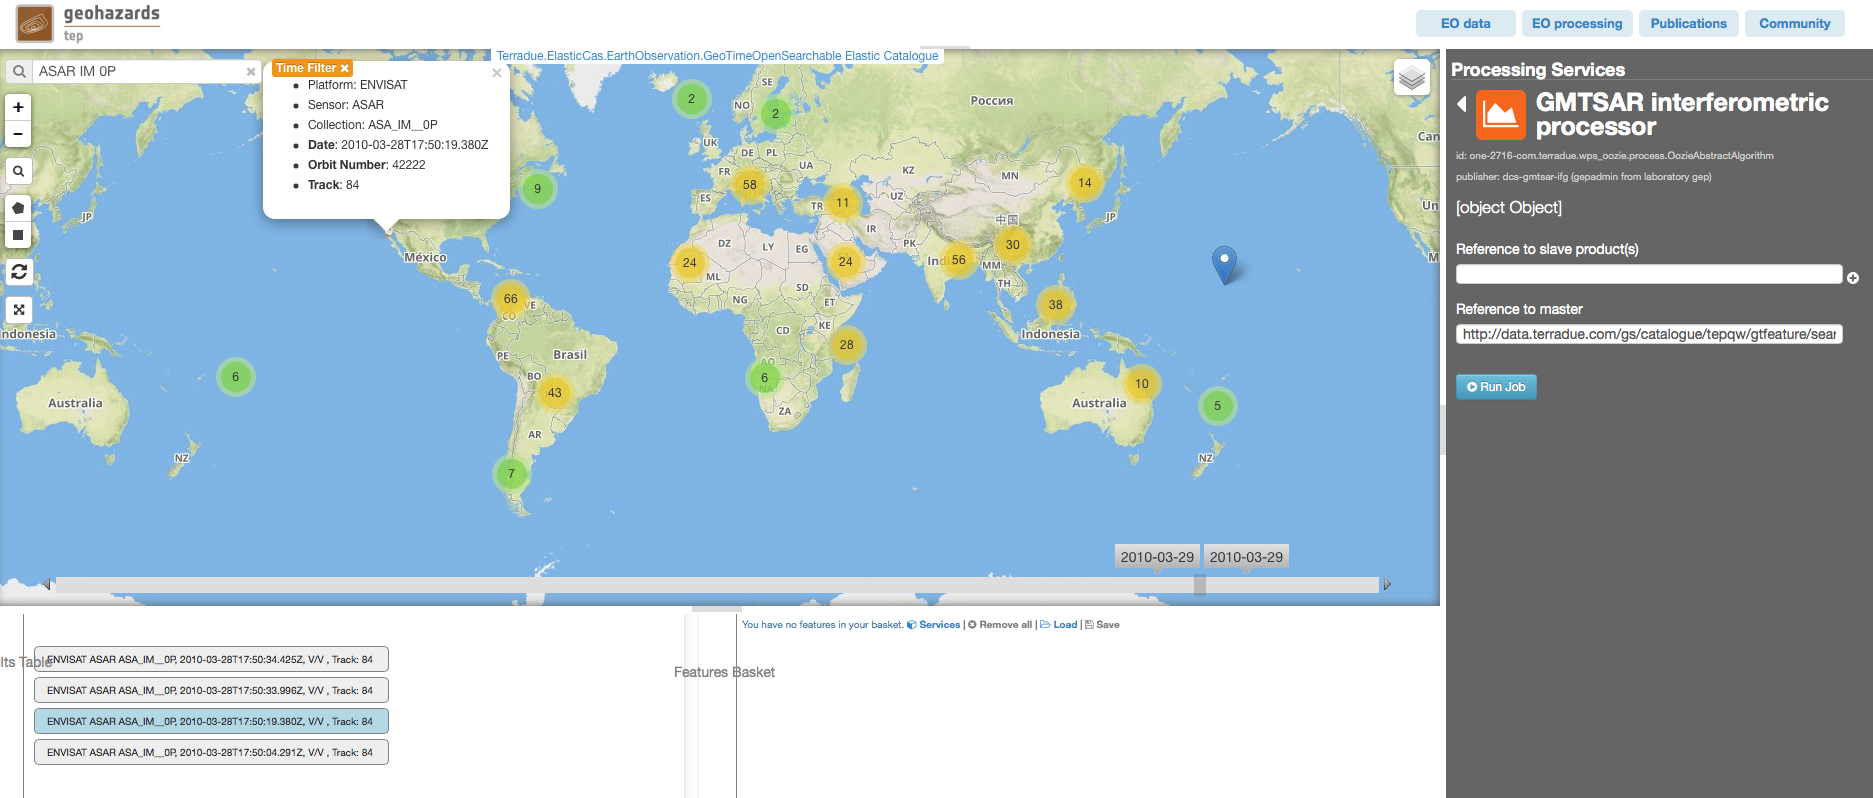 geohazards
tep
EO data
EO processing
Publications
Community
Terradue.ElasticCas.EarthObservation.GeoTimeOpenSearchable Elastic Catalogue
ASAR IM 0P
Time Filter
Platform: ENVISAT
Sensor: ASAR
Collection: ASA_IM__0P
Date: 2010-03-28T17:50:19.380Z
Orbit Number: 42222
Track: 84
+
−
JP
ndonesia
Australia
NZ
6
México
9
66
VE
CO
PE
Brasil
BO
43
AR
7
2
SE
NO
2
Россия
UK
DE
PL
FR
58
UA
KZ
MN
14
ES
TR
11
UZ
中国
JP
IR
PK
30
DZ
LY
EG
24
24
Indi
56
MM
ML
SD
TH
NG
ET
38
CD
KE
28
Indonesia
AO
6
NA
ZA
10
Australia
5
NZ
Can
Un
M
2010-03-29
2010-03-29
Processing Services
GMTSAR interferometric
processor
id: one-2716-com.terradue.wps_oozie.process.OozieAbstractAlgorithm
publisher: dcs-gmtsar-ifg (gepadmin from laboratory gep)
[object Object]
Reference to slave product(s)
Reference to master
http://data.terradue.com/gs/catalogue/tepqw/gtfeature/sear
Run Job
lts Table
ENVISAT ASAR ASA_IM__0P, 2010-03-28T17:50:34.425Z, V/V , Track: 84
ENVISAT ASAR ASA_IM__0P, 2010-03-28T17:50:33.996Z, V/V , Track: 84
ENVISAT ASAR ASA_IM__0P, 2010-03-28T17:50:19.380Z, V/V , Track: 84
ENVISAT ASAR ASA_IM__0P, 2010-03-28T17:50:04.291Z, V/V , Track: 84
Features Basket
You have no features in your basket. Services | Remove all | Load | Save